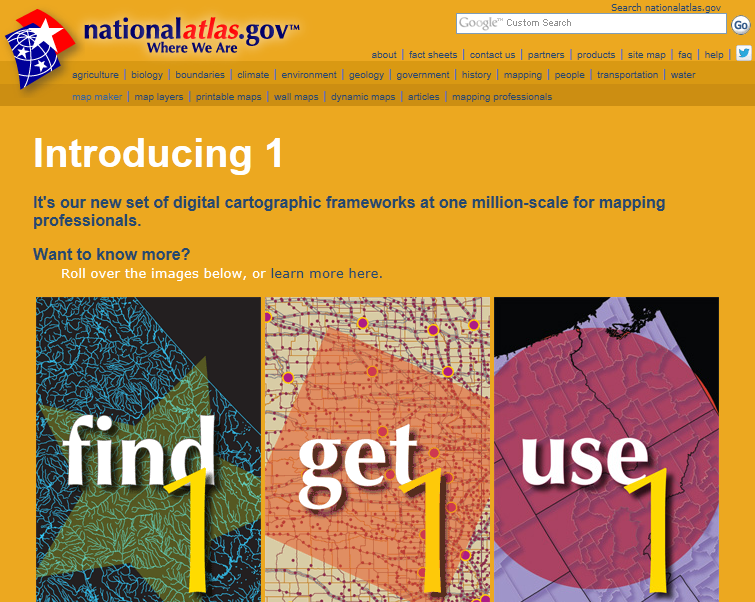 Search nationalatlas.gov
nationalatlas.gov™
Where We Are
Google™ Custom Search
Go
about | fact sheets | contact us | partners | products | site map | faq | help |
agriculture | biology | boundaries | climate | environment | geology | government | history | mapping | people | transportation | water
map maker | map layers | printable maps | wall maps | dynamic maps | articles | mapping professionals
Introducing 1
It's our new set of digital cartographic frameworks at one million-scale for mapping
professionals.
Want to know more?
Roll over the images below, or learn more here.
find
1
get
1
use
1